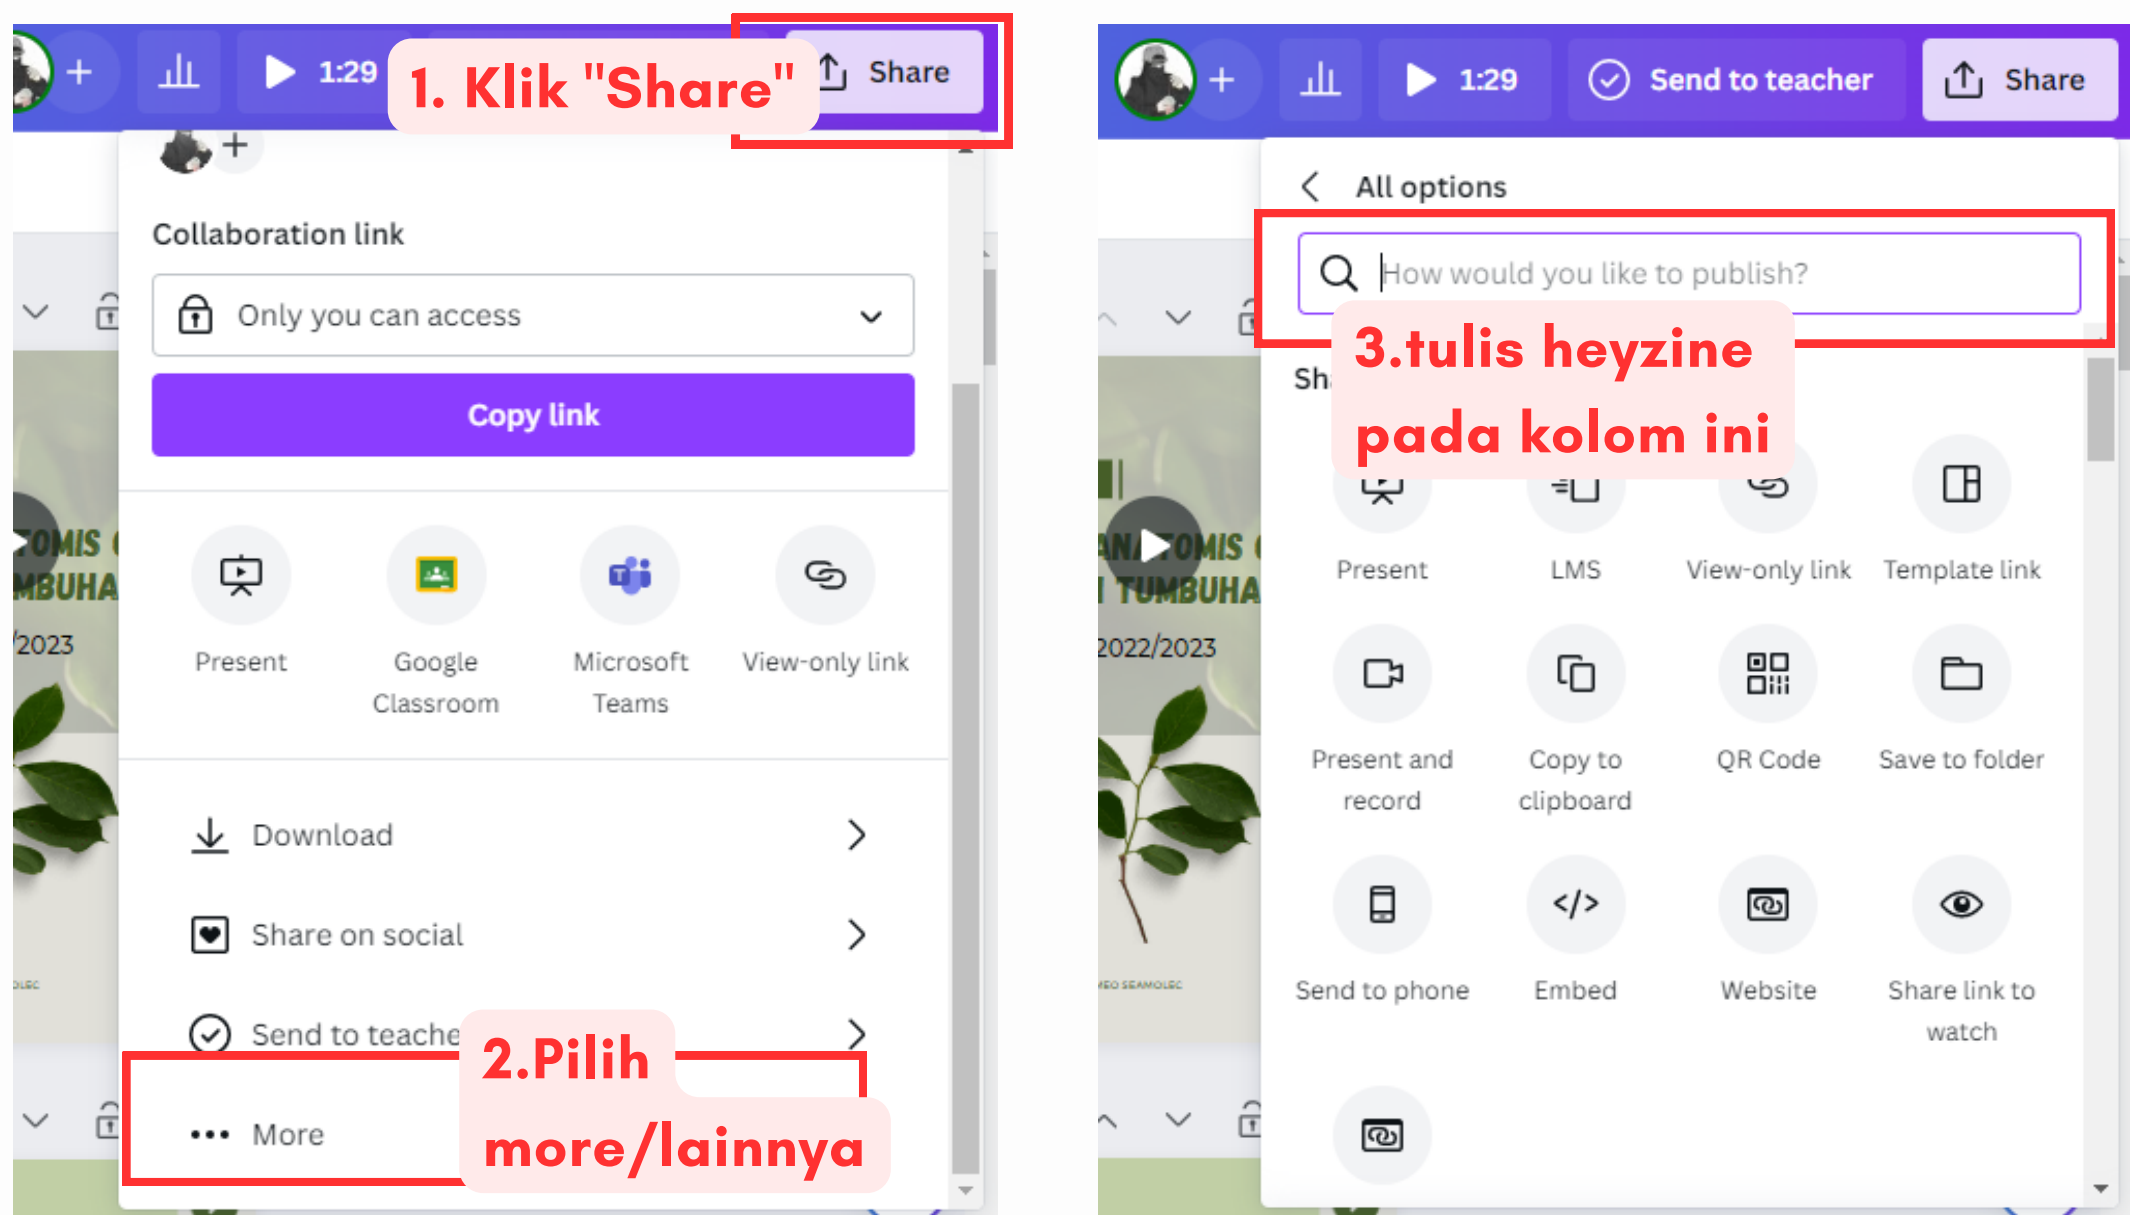 1:29
1. Klik "Share"
Share
Collaboration link
Only you can access
Copy link
Present
Google
Classroom
Microsoft
Teams
View-only link
/2023
Download
Share on social
Send to teache
2.Pilih
more/lainnya
More
1:29
Send to teacher
Share
All options
How would you like to publish?
3.tulis heyzine
pada kolom ini
Sh
Present
LMS
View-only link
Template link
TUMBUHA
2022/2023
Present and
record
Copy to
clipboard
QR Code
Save to folder
Send to phone
Embed
Website
Share link to
watch
SEAMOLEC